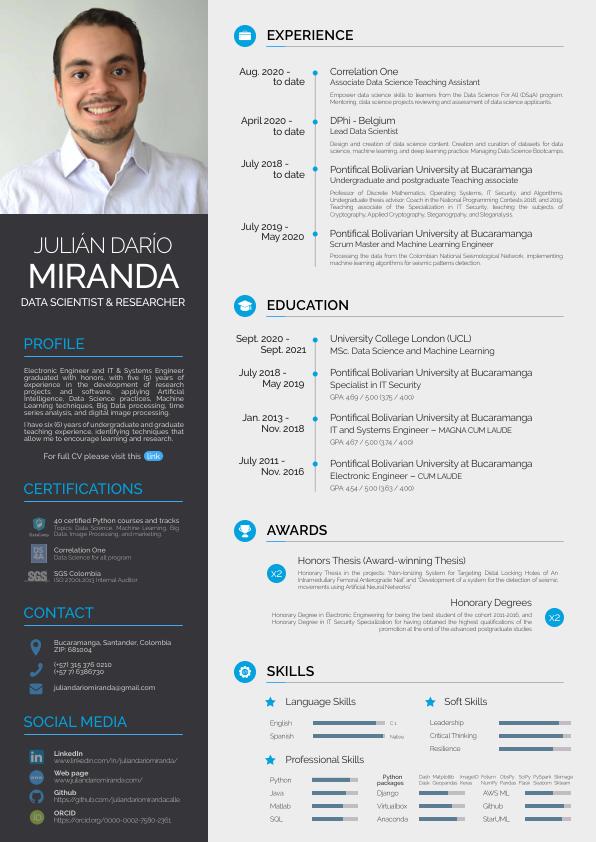 JULIÁN DARÍO
MIRANDA
DATA SCIENTIST & RESEARCHER
PROFILE
Electronic Engineer and IT & Systems Engineer
graduated with honors, with five (5) years of
experience in the development of research
projects and software, applying Artificial
Intelligence, Data Science practices, Machine
Learning techniques, Big Data processing, time
series analysis, and digital image processing.
I have six (6) years of undergraduate and graduate
teaching experience, identifying techniques that
allow me to encourage learning and research.
For full CV please visit this link
CERTIFICATIONS
40 certified Python courses and tracks
Topics: Data Science, Machine Learning, Big
Data, Image Processing, and marketing.
DataCamp
DS
4A
Correlation One
Data Science for all program
SGS
SGS Colombia
ISO 27001:2013 Internal Auditor
CONTACT
Bucaramanga, Santander, Colombia
ZIP: 681004
(+57) 315 376 0210
(+57 7) 6386730
juliandariomiranda@gmail.com
SOCIAL MEDIA
LinkedIn
www.linkedin.com/in/juliandariomiranda/
Web page
www.juliandariomiranda.com/
Github
https://github.com/juliandariomirandacalle
ORCID
https://orcid.org/0000-0002-7580-2361
EXPERIENCE
Aug. 2020 -
to date
Correlation One
Associate Data Science Teaching Assistant
Empower data science skills to learners from the Data Science For All (DS4A) program.
Mentoring, data science projects reviewing and assessment of data science applicants.
April 2020 -
to date
DPhi - Belgium
Lead Data Scientist
Design and creation of data science content. Creation and curation of datasets for data
science, machine learning, and deep learning practice. Managing Data Science Bootcamps.
July 2018 -
to date
Pontifical Bolivarian University at Bucaramanga
Undergraduate and postgraduate Teaching associate
Professor of Discrete Mathematics, Operating Systems, IT Security, and Algorithms.
Undergraduate thesis advisor. Coach in the National Programming Contests 2018, and 2019.
Teaching associate of the Specialization in IT Security, teaching the subjects of
Cryptography, Applied Cryptography, Steganography, and Steganalysis.
July 2019 -
May 2020
Pontifical Bolivarian University at Bucaramanga
Scrum Master and Machine Learning Engineer
Processing the data from the Colombian National Seismological Network, implementing
machine learning algorithms for seismic patterns detection.
EDUCATION
Sept. 2020 -
Sept. 2021
University College London (UCL)
MSc. Data Science and Machine Learning
July 2018 -
May 2019
Pontifical Bolivarian University at Bucaramanga
Specialist in IT Security
GPA: 4.69 / 5.00 (3.75 / 4.00)
Jan. 2013 -
Nov. 2018
Pontifical Bolivarian University at Bucaramanga
IT and Systems Engineer – MAGNA CUM LAUDE
GPA: 4.67 / 5.00 (3.74 / 4.00)
July 2011 -
Nov. 2016
Pontifical Bolivarian University at Bucaramanga
Electronic Engineer – CUM LAUDE
GPA: 4.54 / 5.00 (3.63 / 4.00)
AWARDS
X2
Honors Thesis (Award-winning Thesis)
Honorary Thesis in the projects: "Non-Ionizing System for Targeting Distal Locking Holes of An
Intramedullary Femoral Anterograde Nail" and "Development of a system for the detection of seismic
movements using Artificial Neural Networks"
Honorary Degrees
X2
Honorary Degree in Electronic Engineering for being the best student of the cohort 2011-2016, and
Honorary Degree in IT Security Specialization for having obtained the highest qualifications of the
promotion at the end of the advanced postgraduate studies
SKILLS
Language Skills
English
C1
Spanish
Native
Soft Skills
Leadership
Critical Thinking
Resilience
Professional Skills
Python
Java
Matlab
SQL
Python
packages
Dash Matplotlib ImageIO Folium ObsPy SciPy PySpark Skimage
Dash Geopandas NumPy Pandas Flask Seaborn Sklearn
Django
Virtualbox
Anaconda
AWS ML
Github
StarUML